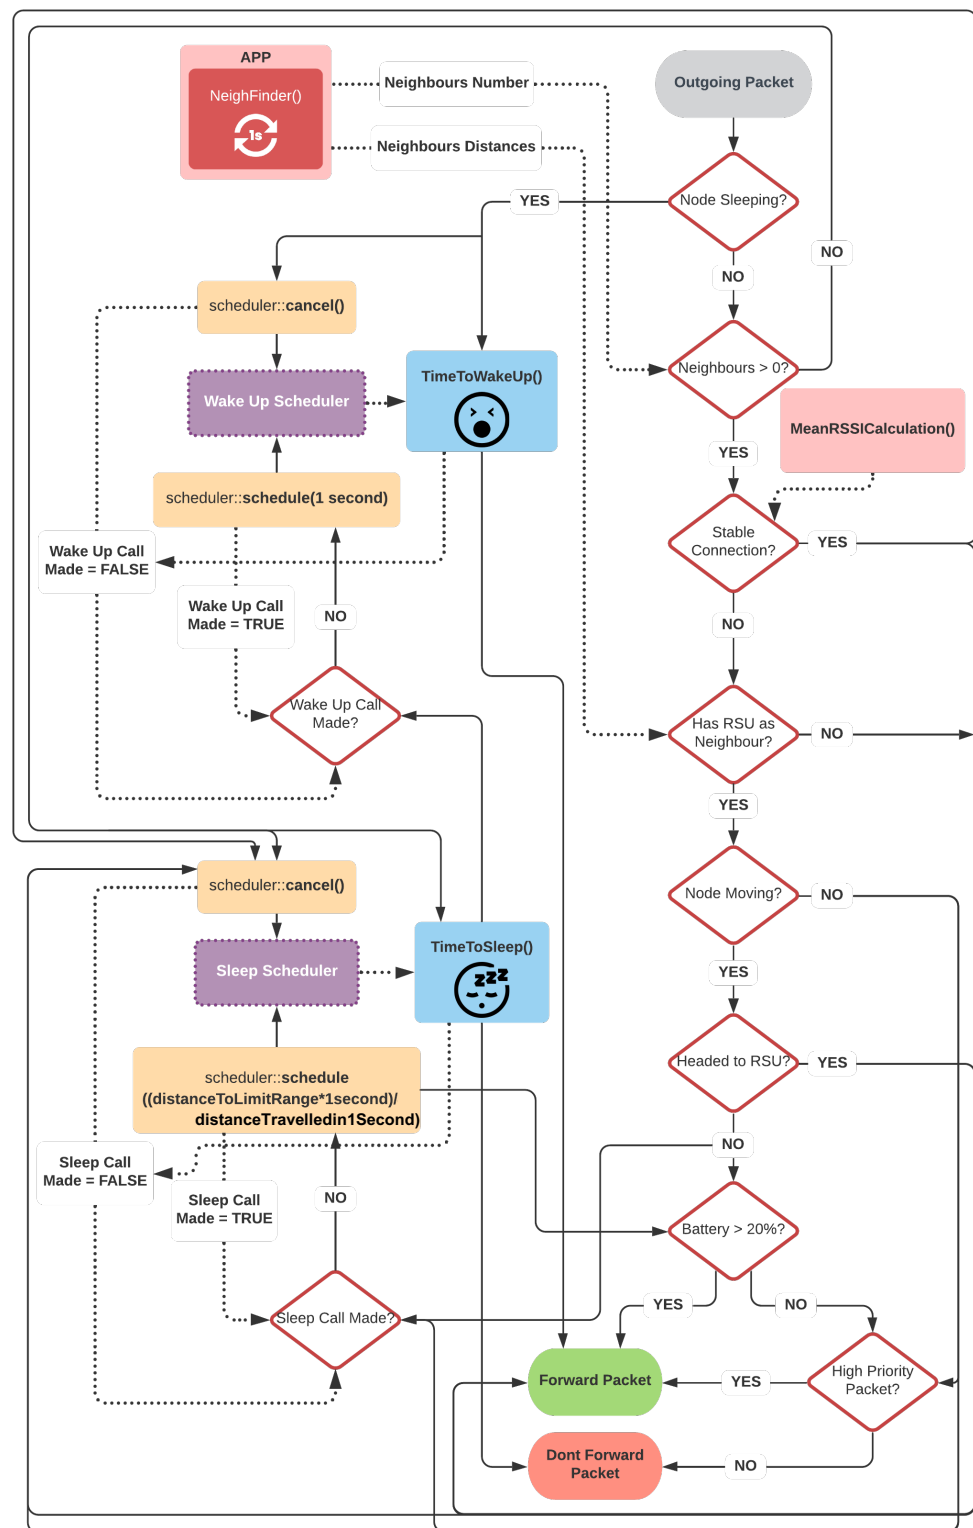 APP
NeighFinder()
1s
Neighbours Number
Neighbours Distances
Outgoing Packet
Node Sleeping?
YES
NO
NO
scheduler::cancel()
Neighbours > 0?
TimeToWakeUp()
Wake Up Scheduler
MeanRSSICalculation()
YES
scheduler::schedule(1 second)
Stable
Connection?
YES
Wake Up Call
Made = FALSE
Wake Up Call
Made = TRUE
NO
NO
Wake Up Call
Made?
Has RSU as
Neighbour?
NO
YES
scheduler::cancel()
Node Moving?
NO
TimeToSleep()
Sleep Scheduler
zzz
YES
scheduler::schedule
((distanceToLimitRange*1second)/
distanceTravelledin1Second)
Headed to RSU?
YES
NO
Sleep Call
Made = FALSE
Sleep Call
Made = TRUE
NO
Battery > 20%?
YES
NO
Sleep Call Made?
Forward Packet
YES
High Priority
Packet?
Dont Forward
Packet
NO